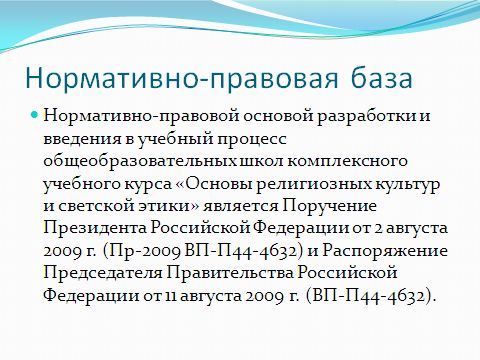 Нормативно-правовая база
Нормативно-правовой основой разработки и
введения в учебный процесс
общеобразовательных школ комплексного
учебного курса «Основы религиозных культур
и светской этики» является Поручение
Президента Российской Федерации от 2 августа
2009 г. (Пр-2009 ВП-П44-4632) и Распоряжение
Председателя Правительства Российской
Федерации от 11 августа 2009 г. (ВП-П44-4632).